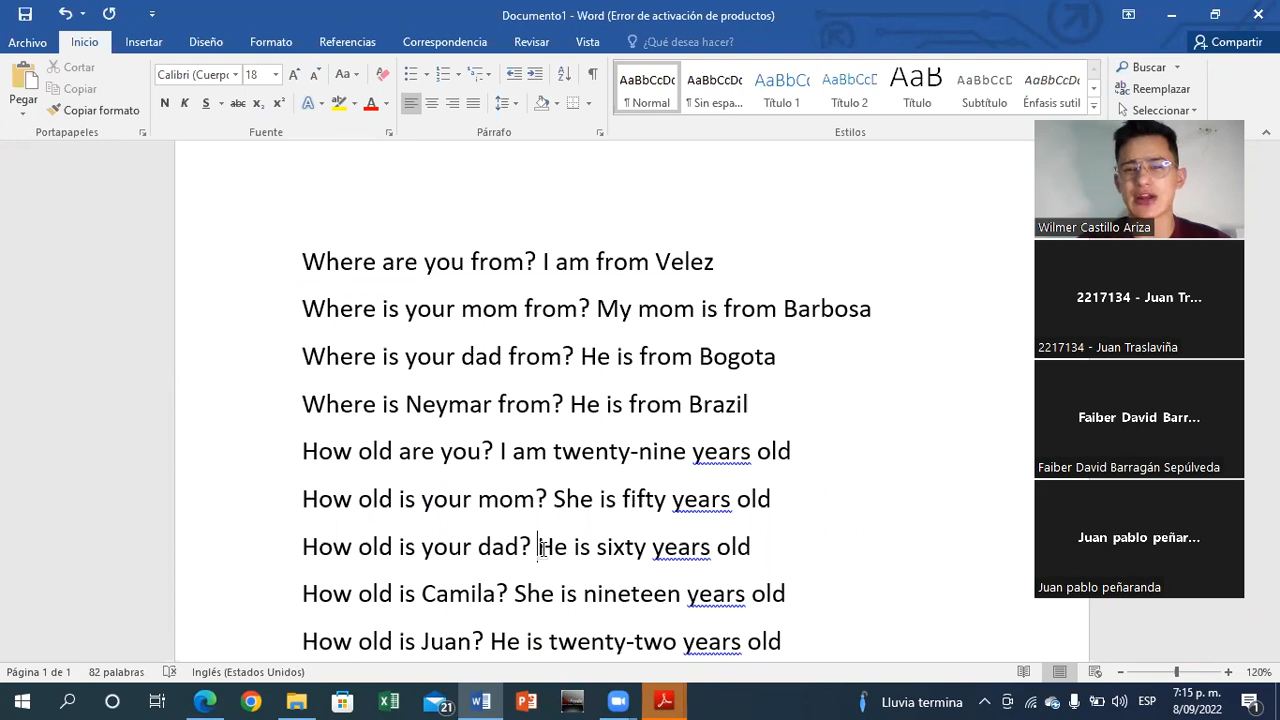 Documento1 - Word (Error de activación de productos)
Archivo Inicio Insertar Diseño Formato Referencias Correspondencia Revisar Vista ¿Qué desea hacer? Compartir
Pegar
Cortar
Copiar
Copiar formato
Portapapeles
Calibri (Cuerpo 18
Aa
N K S abc x₂ x² A A
Fuente
Párrafo
AaBbCcDc AaBbCcDc AaBbCcD AaBbCcD AaB AaBbCcD AaBbCcDc
¶ Normal ¶ Sin espa... Título 1 Título 2 Título Subtítulo Énfasis sutil
Estilos
Buscar
Reemplazar
Seleccionar
Where are you from? I am from Velez
Where is your mom from? My mom is from Barbosa
Where is your dad from? He is from Bogota
Where is Neymar from? He is from Brazil
How old are you? I am twenty-nine years old
How old is your mom? She is fifty years old
How old is your dad? He is sixty years old
How old is Camila? She is nineteen years old
How old is Juan? He is twenty-two years old
Wilmer Castillo Ariza
2217134 - Juan Tr...
2217134 - Juan Traslaviña
Faiber David Barr...
Faiber David Barragán Sepúlveda
Juan pablo peñar...
Juan pablo peñaranda
Página 1 de 1 82 palabras Inglés (Estados Unidos) 120%
21
Lluvia termina ESP 7:15 p. m.
8/09/2022
1